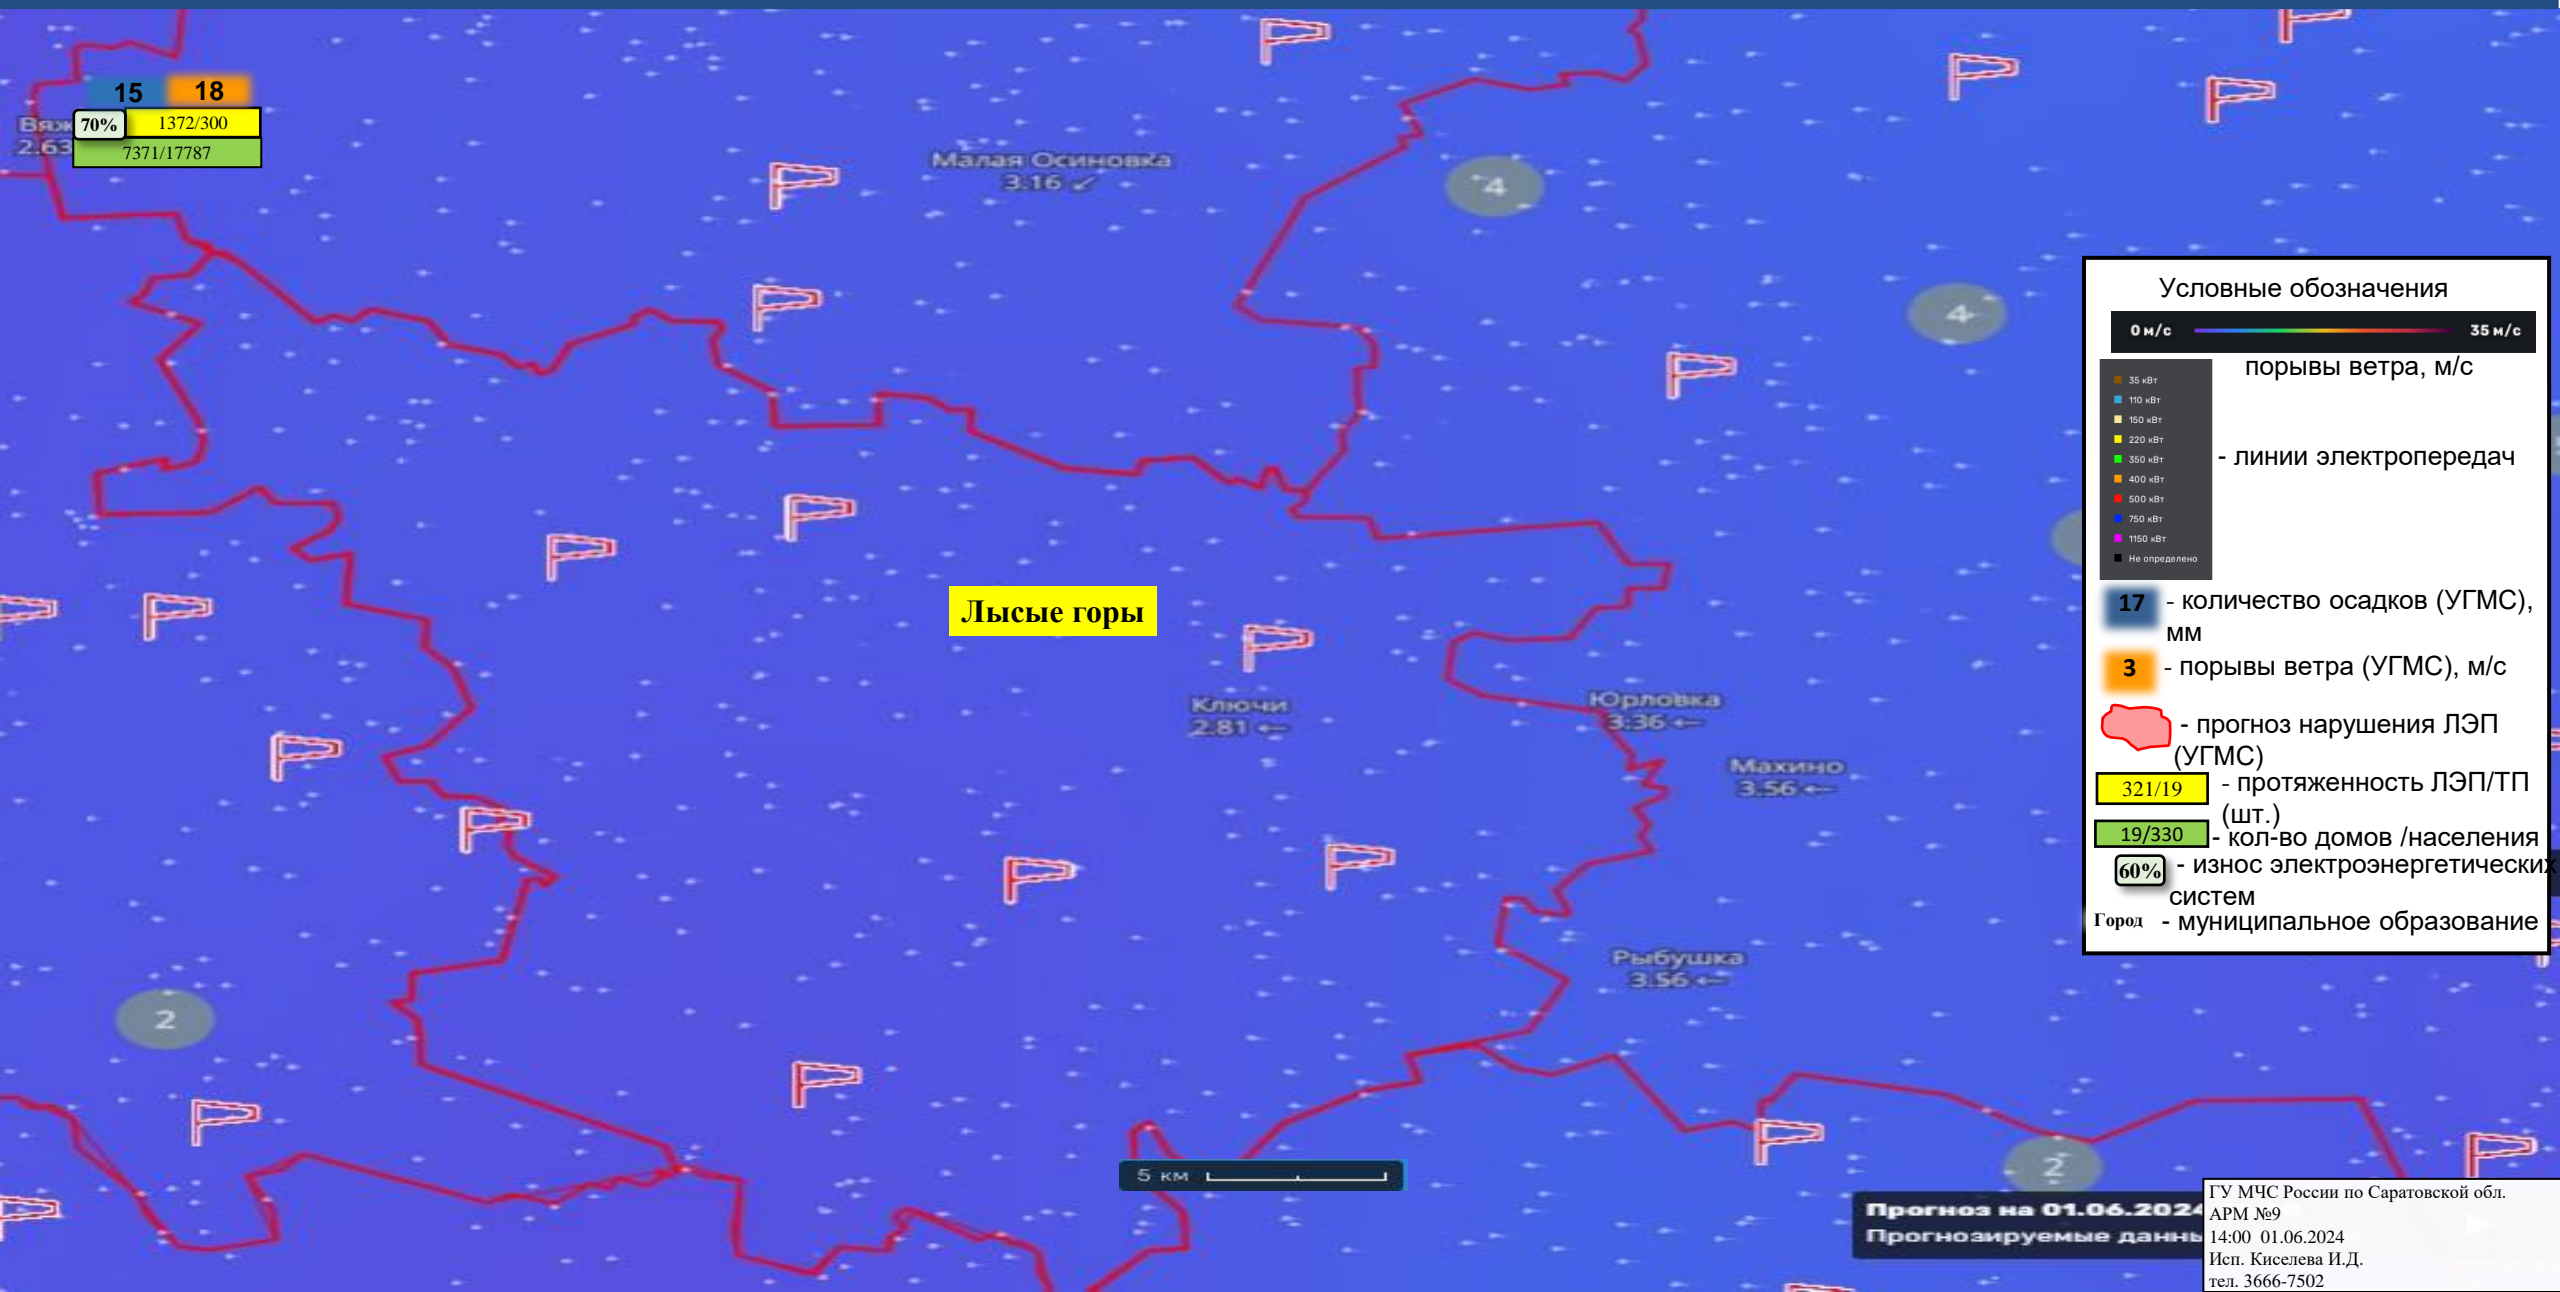 15 18
70% 1372/300
2.63
7371/17787
Малая Осиновка
3.16
4
4
Лысые горы
Ключи
2.81
Юрловка
3.36
Махино
3.56
Рыбушка
3.56
2
2
5 км
Условные обозначения
0 м/с 35 м/с
порывы ветра, м/с
35 кВт
110 кВт
150 кВт
220 кВт
350 кВт
400 кВт
500 кВт
750 кВт
1150 кВт
Не определено
- линии электропередач
17 - количество осадков (УГМС),
мм
3 - порывы ветра (УГМС), м/с
- прогноз нарушения ЛЭП
(УГМС)
321/19 - протяженность ЛЭП/ТП
(шт.)
19/330 - кол-во домов /населения
60% - износ электроэнергетических
систем
Город - муниципальное образование
Прогноз на 01.06.2024
Прогнозируемые
ГУ МЧС России по Саратовской обл.
АРМ №9
14:00 01.06.2024
Исп. Киселева И.Д.
тел. 3666-7502